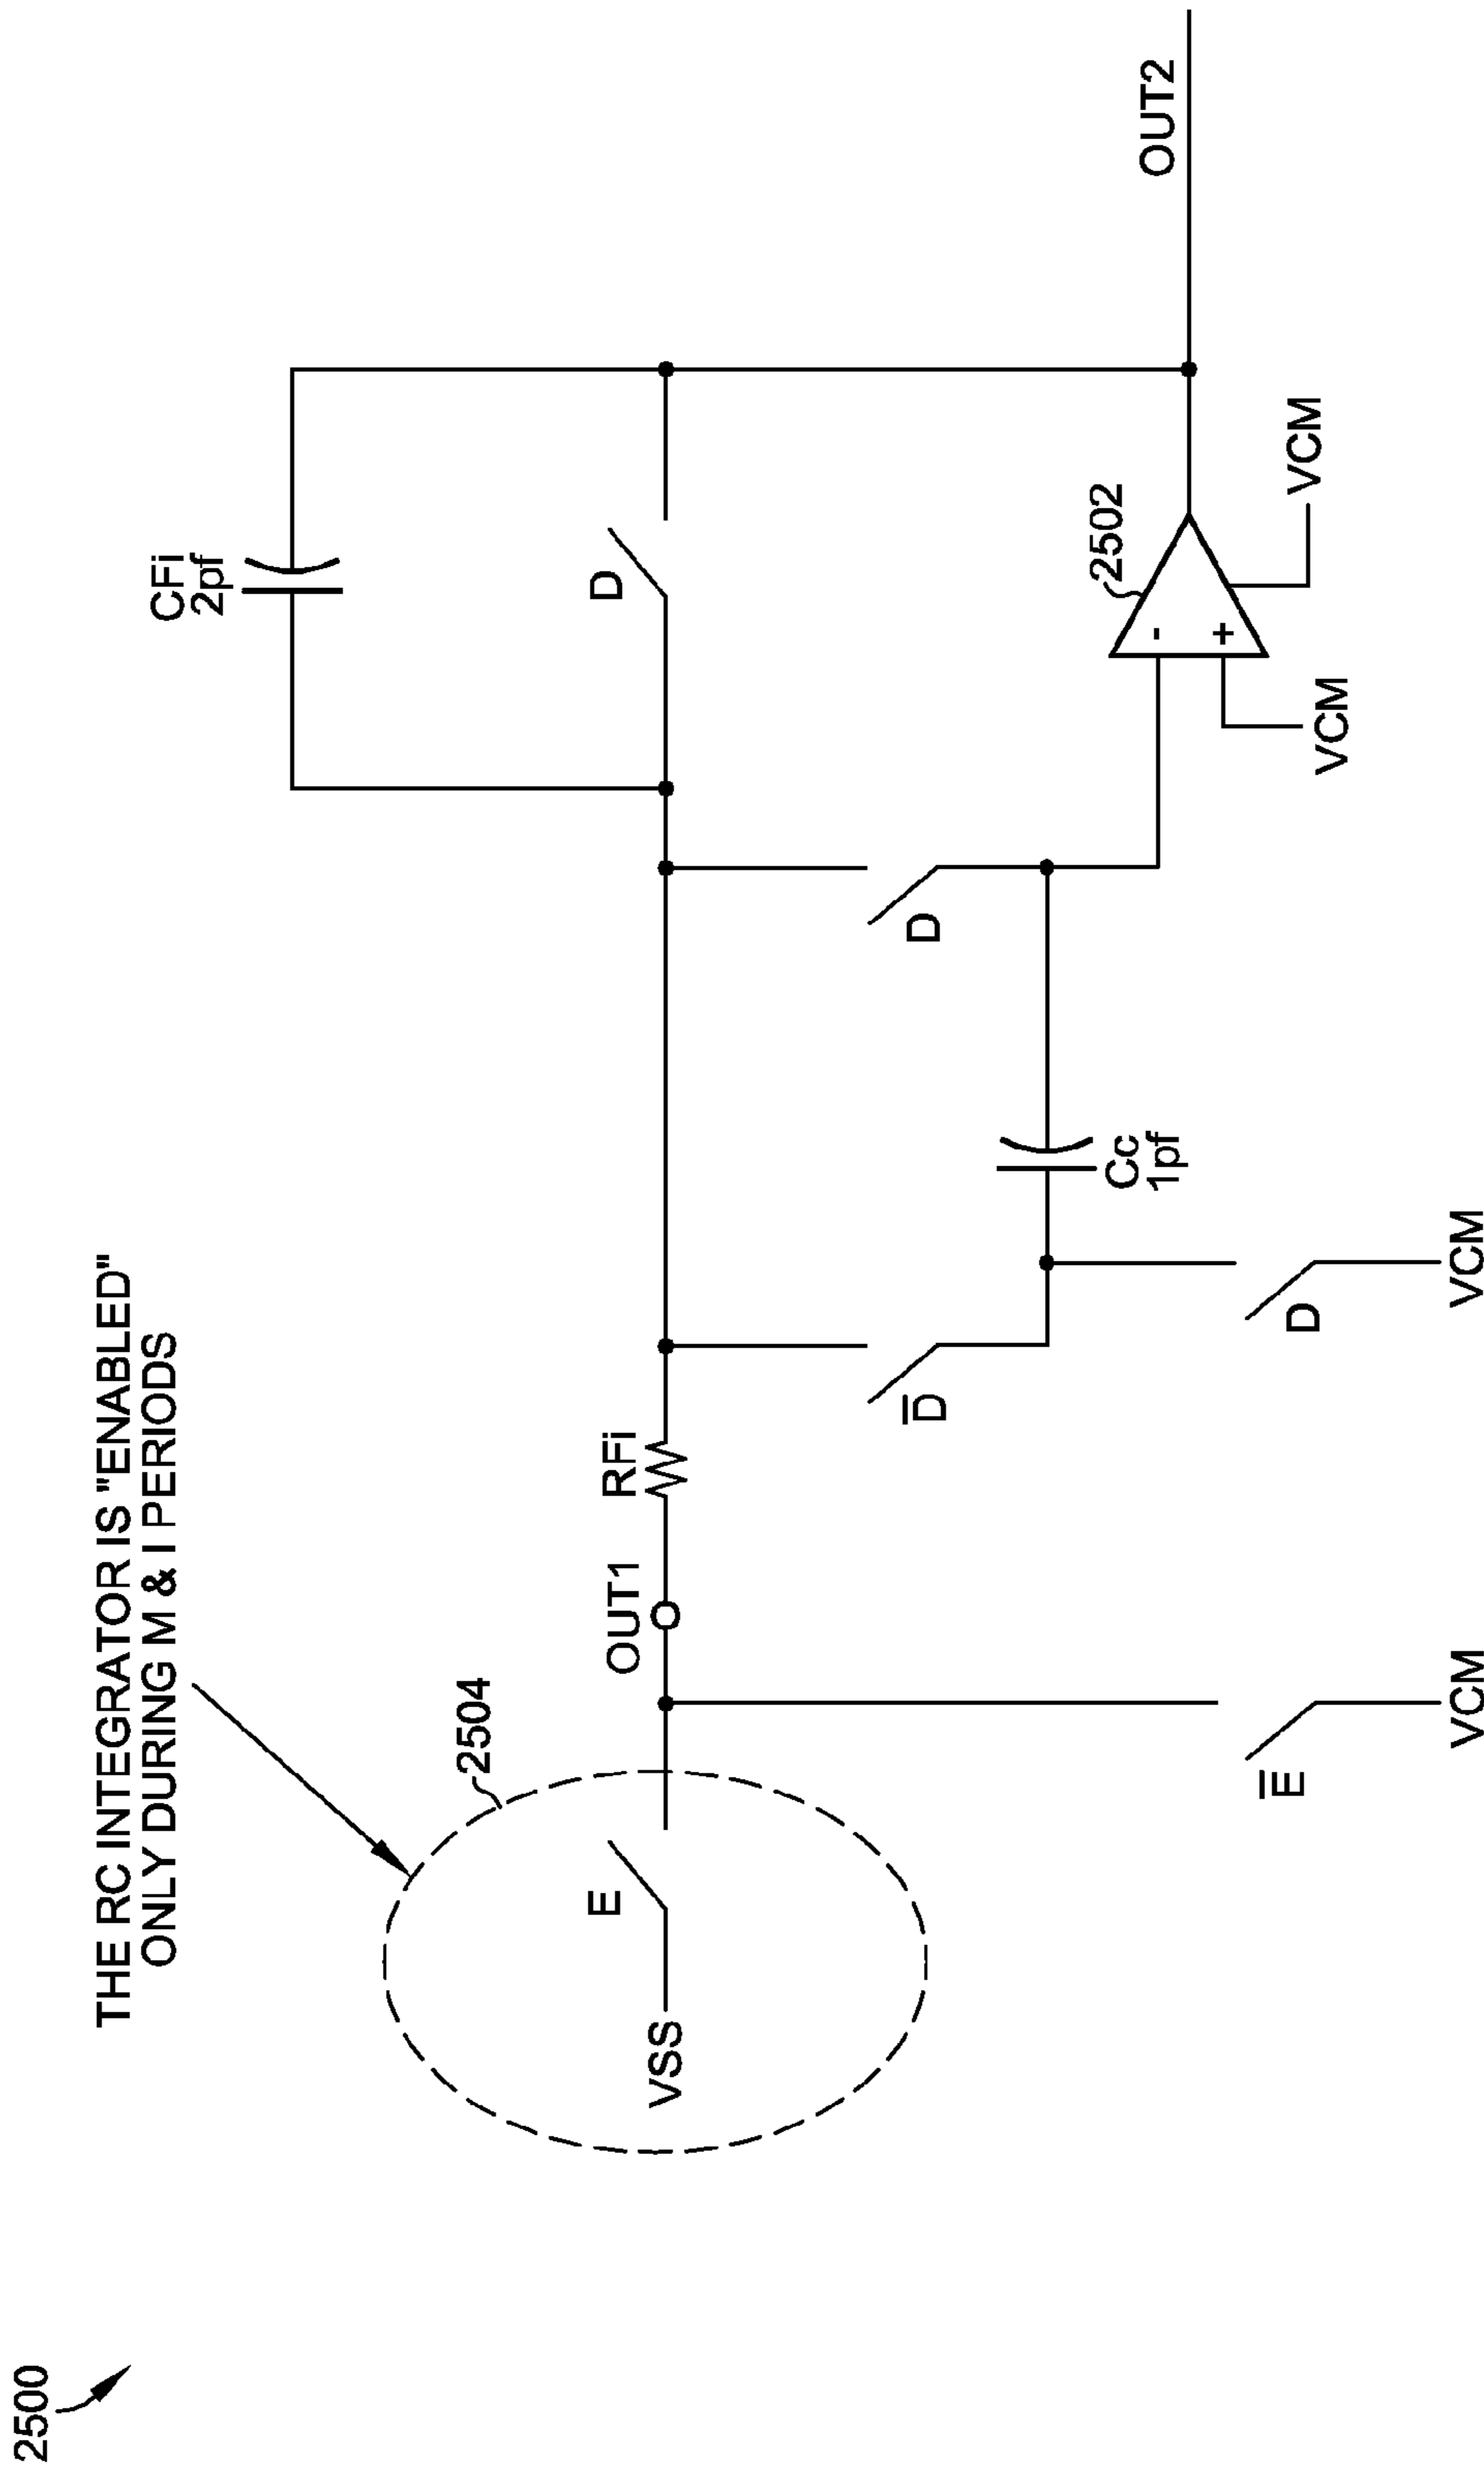 2500
THE RC INTEGRATOR IS "ENABLED"
ONLY DURING M & I PERIODS
2504
VSS
E
E̅
VCM
OUT1
RFi
D̅
D
VCM
Cc
1pf
D
CFi
2pf
D
2502
-
+
VCM
VCM
OUT2